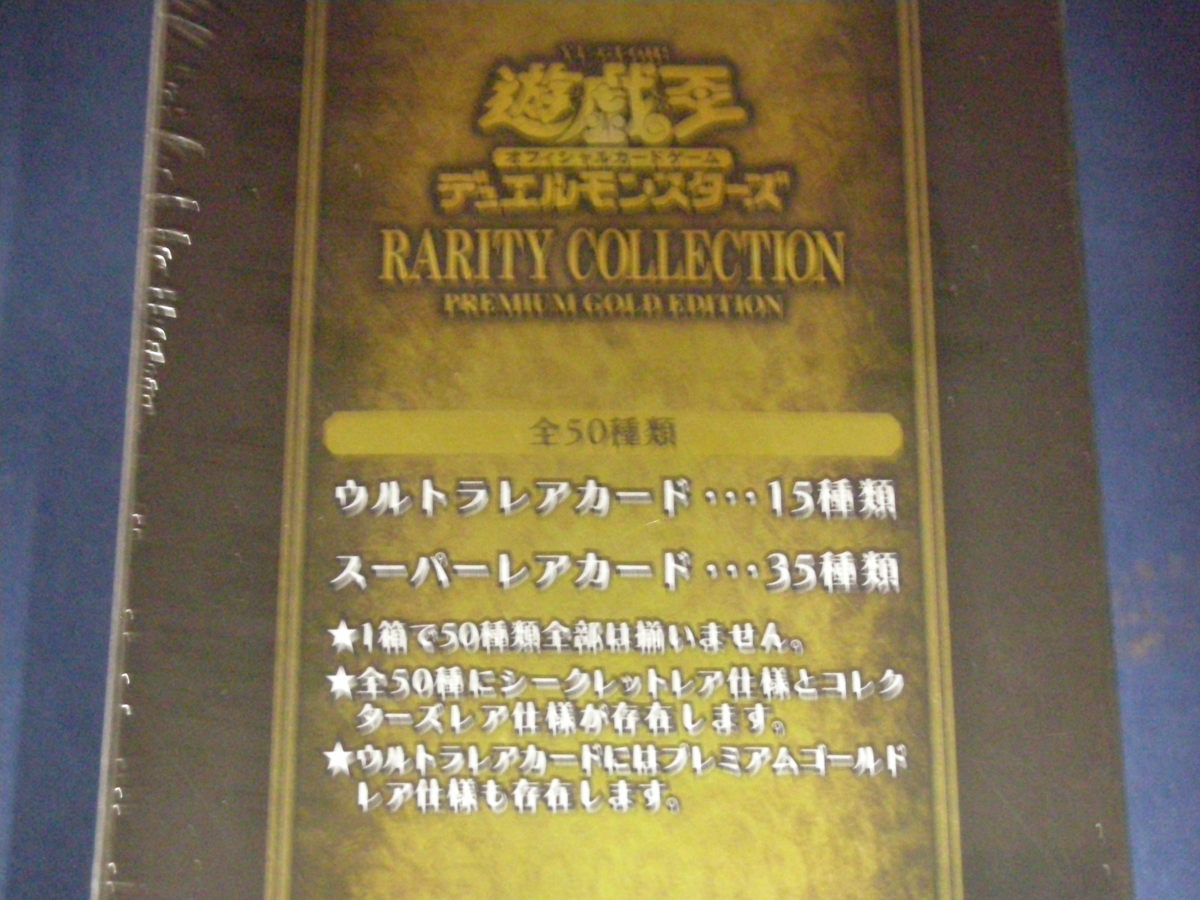 YU-GI-OH!
遊戯王
オフィシャルカードゲーム
デュエルモンスターズ
RARITY COLLECTION
PREMIUM GOLD EDITION
全50種類
ウルトラレアカード・・・15種類
スーパーレアカード・・・35種類
★1箱で50種類全部は揃いません。
★全50種にシークレットレア仕様とコレク
ターズレア仕様が存在します。
★ウルトラレアカードにはプレミアムゴールド
レア仕様も存在します。